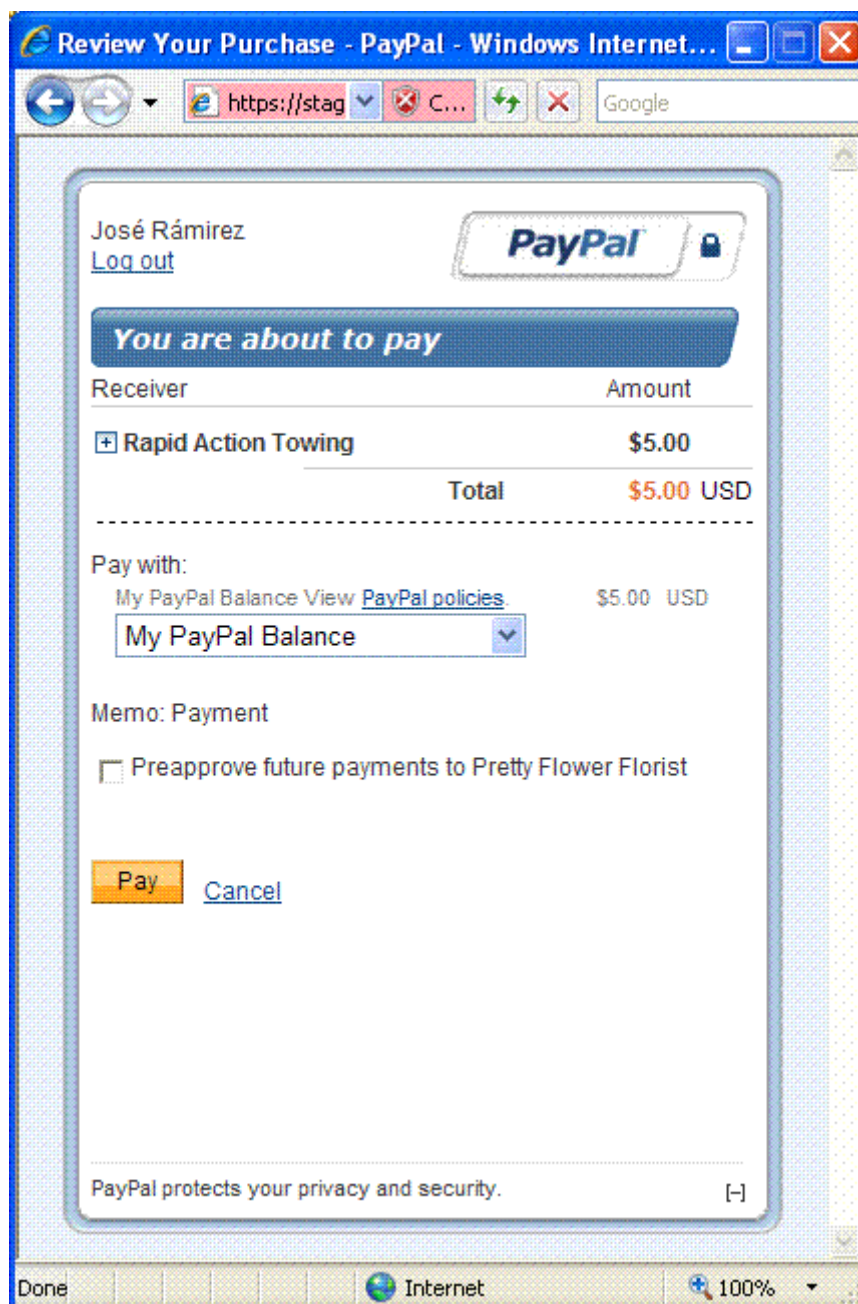 Review Your Purchase - PayPal - Windows Internet...
https://stag C... Google
José Rámirez
Log out
PayPal
You are about to pay
Receiver Amount
Rapid Action Towing $5.00
Total $5.00 USD
Pay with:
My PayPal Balance View PayPal policies. $5.00 USD
My PayPal Balance
Memo: Payment
Preapprove future payments to Pretty Flower Florist
Pay Cancel
PayPal protects your privacy and security. [–]
Done Internet 100%